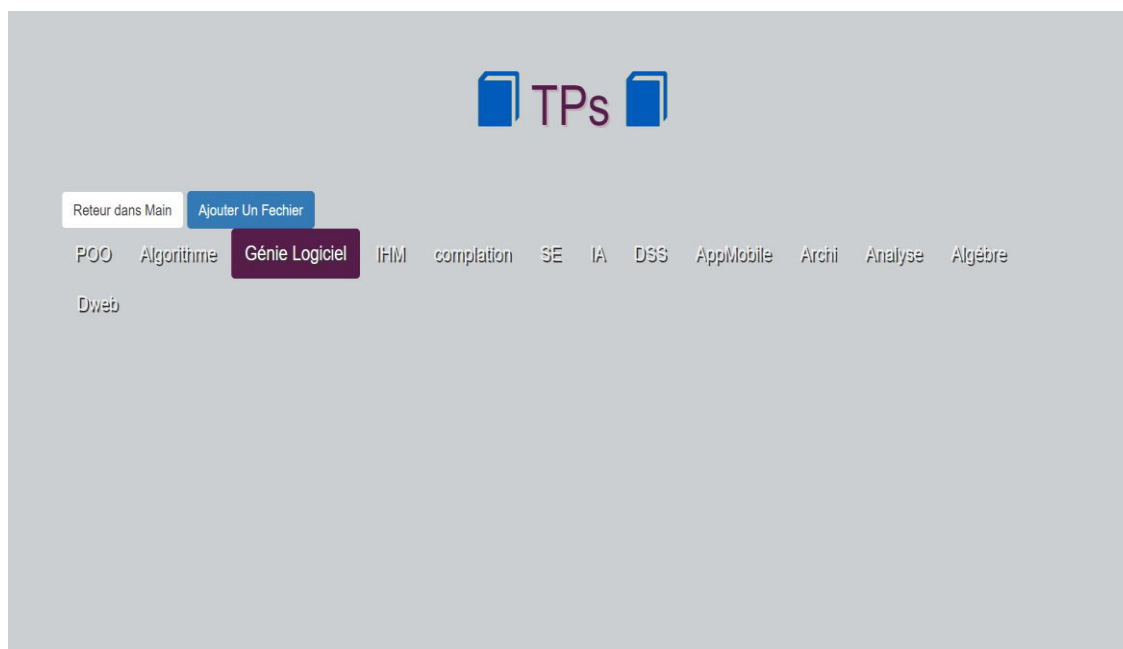 TPs
Reteur dans Main Ajouter Un Fechier
POO Algorithme Génie Logiciel IHM complation SE IA DSS AppMobile Archi Analyse Algébre
Dweb